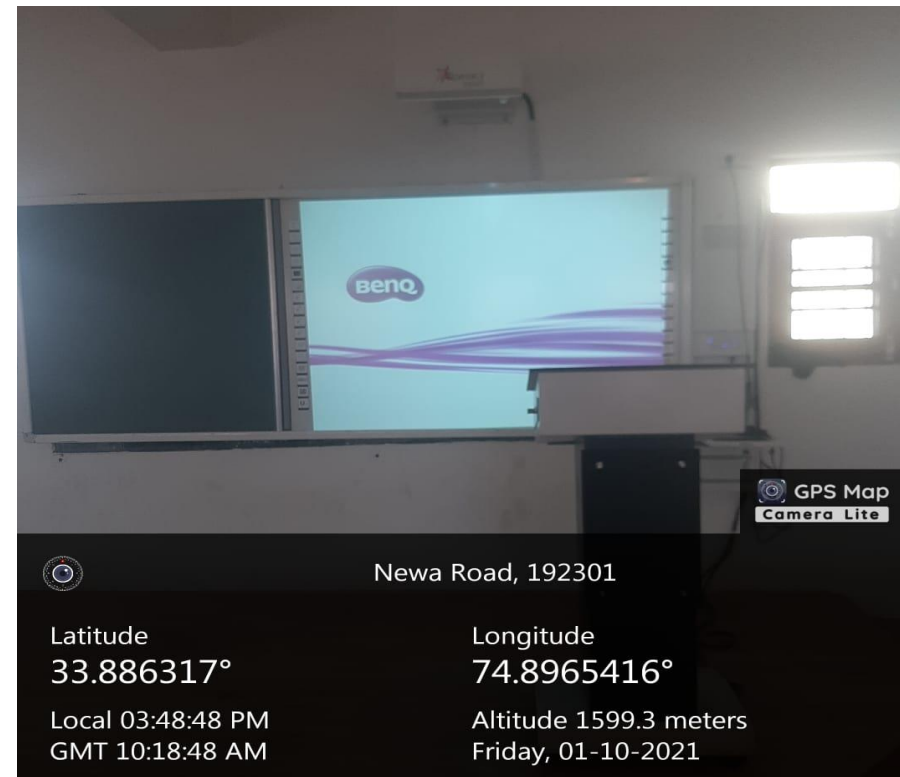 BenQ
GPS Map
Camera Lite
Newa Road, 192301
Latitude
33.886317°
Longitude
74.8965416°
Local 03:48:48 PM
GMT 10:18:48 AM
Altitude 1599.3 meters
Friday, 01-10-2021